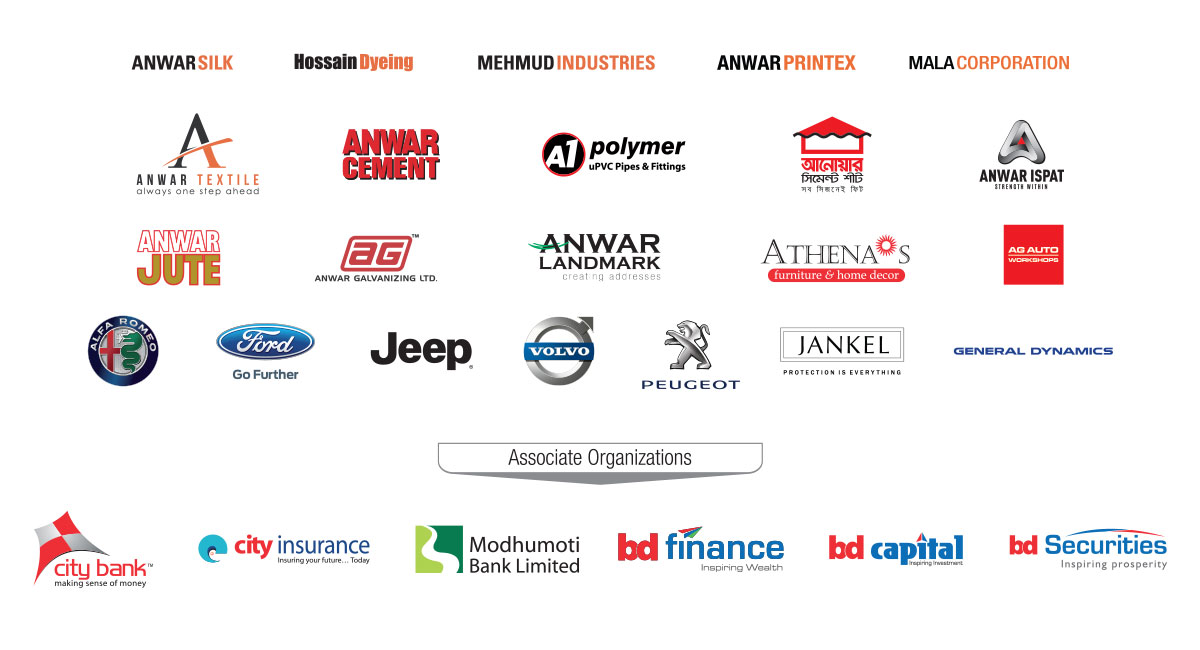 ANWAR SILK
Hossain Dyeing
MEHMUD INDUSTRIES
ANWAR PRINTEX
MALA CORPORATION
A
ANWAR TEXTILE
always one step ahead
ANWAR
CEMENT
A1 polymer
uPVC Pipes & Fittings
আনোয়ার
সিমেন্ট শীট
সব সিজনেই ফিট
ANWAR ISPAT
STRENGTH WITHIN
ANWAR
JUTE
aG™
ANWAR GALVANIZING LTD.
ANWAR
LANDMARK
creating addresses
ATHENA'S
furniture & home decor
AG AUTO
WORKSHOPS
ALFA ROMEO
Ford
Go Further
Jeep®
VOLVO
PEUGEOT
JANKEL
PROTECTION IS EVERYTHING
GENERAL DYNAMICS
Associate Organizations
city bank™
making sense of money
city insurance
Insuring your future... Today
Modhumoti
Bank Limited
bd finance
Inspiring Wealth
bd capital
Inspiring Investment
bd Securities
Inspiring prosperity